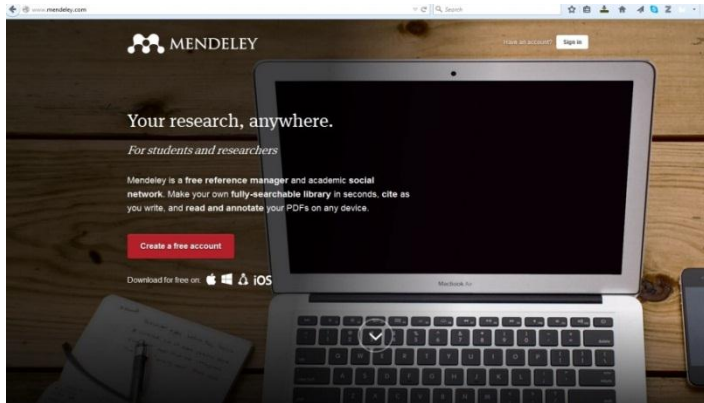 www.mendeley.com
Search
MENDELEY
Have an account? Sign in
Your research, anywhere.
For students and researchers
Mendeley is a free reference manager and academic social
network. Make your own fully-searchable library in seconds, cite as
you write, and read and annotate your PDFs on any device.
Create a free account
Download for free on:
iOS